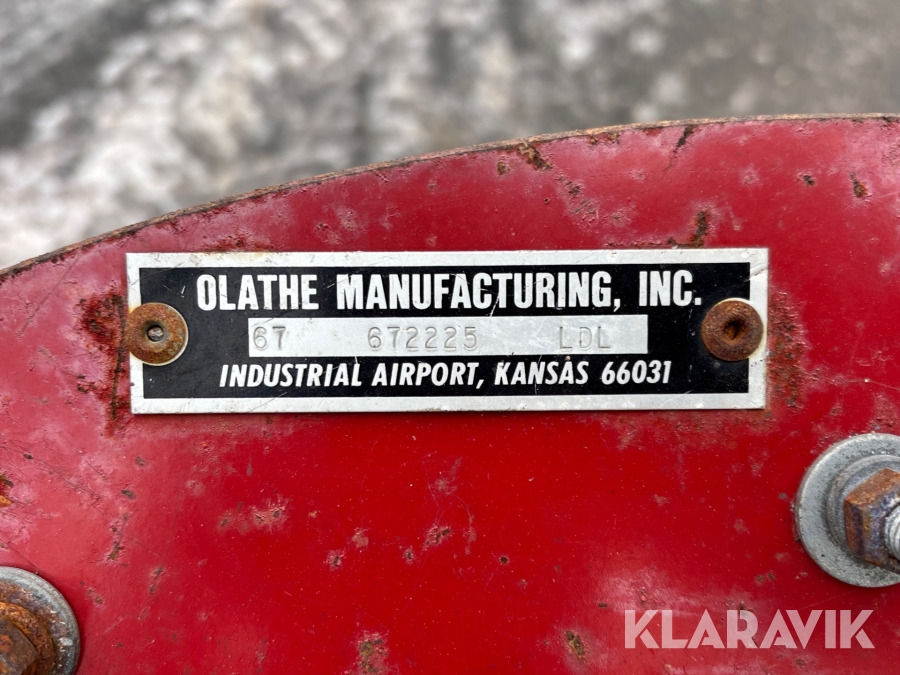 OLATHE MANUFACTURING, INC.
67 672225 LDL
INDUSTRIAL AIRPORT, KANSAS 66031
KLARAVIK